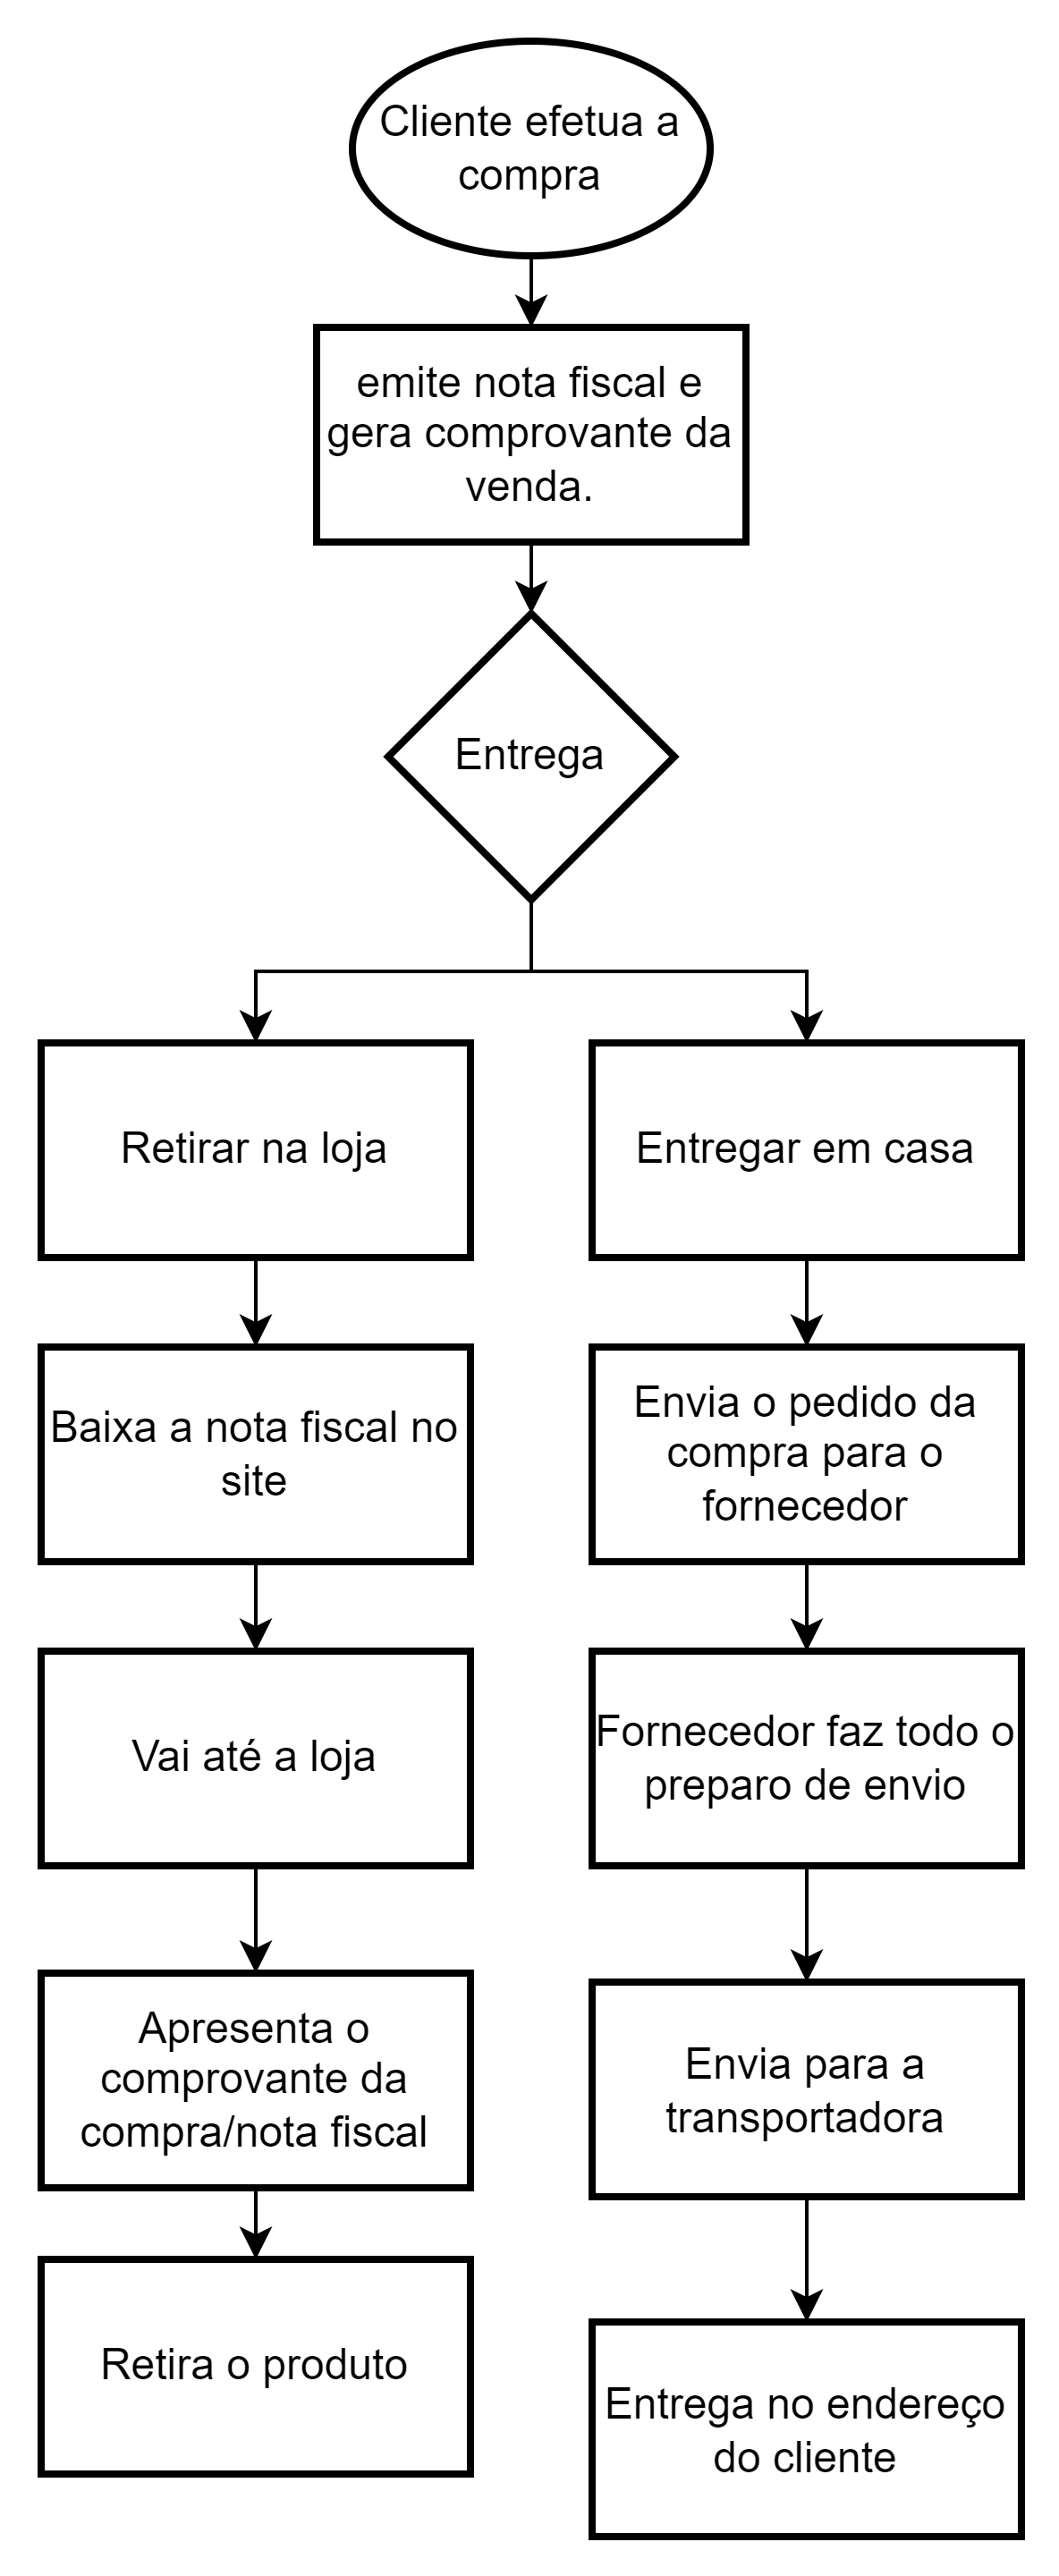 Cliente efetua a
compra
emite nota fiscal e
gera comprovante da
venda.
Entrega
Retirar na loja
Entregar em casa
Baixa a nota fiscal no
site
Envia o pedido da
compra para o
fornecedor
Vai até a loja
Fornecedor faz todo o
preparo de envio
Apresenta o
comprovante da
compra/nota fiscal
Envia para a
transportadora
Retira o produto
Entrega no endereço
do cliente